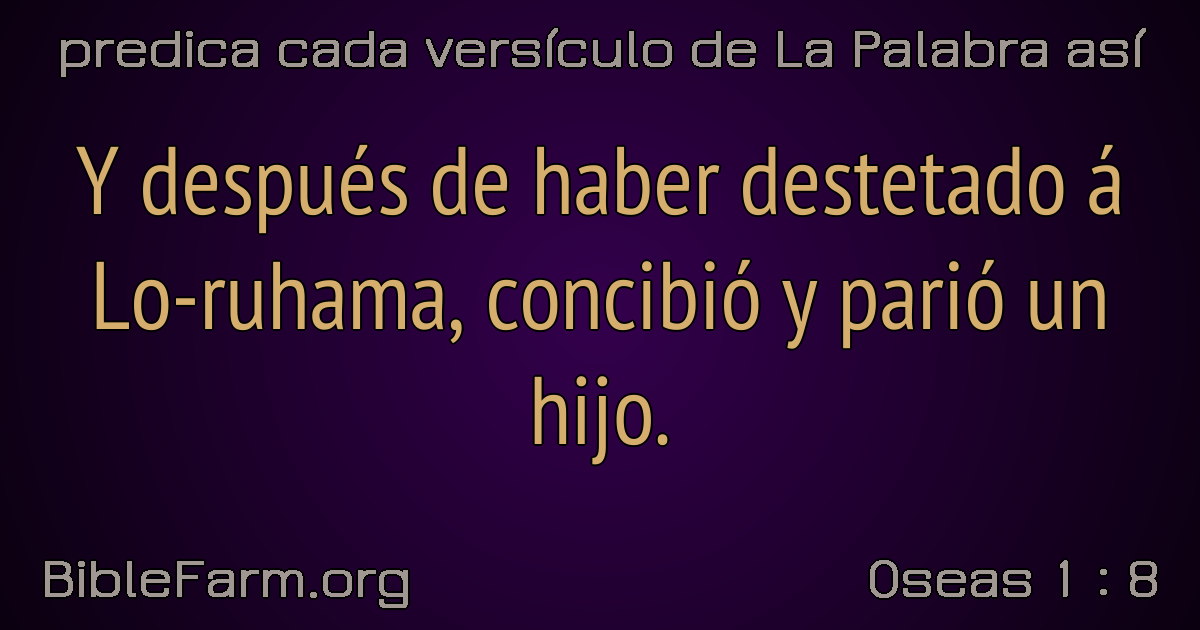 predica cada versículo de La Palabra así
Y después de haber destetado á
Lo-ruhama, concibió y parió un
hijo.
BibleFarm.org
Oseas 1 : 8